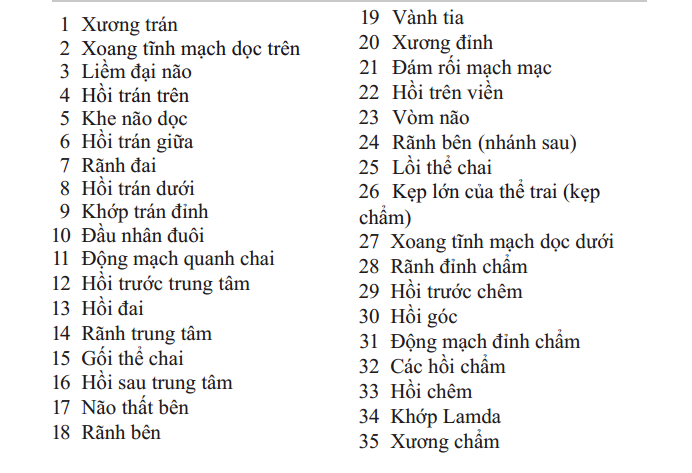 1 Xương trán
2 Xoang tĩnh mạch dọc trên
3 Liềm đại não
4 Hồi trán trên
5 Khe não dọc
6 Hồi trán giữa
7 Rãnh đai
8 Hồi trán dưới
9 Khớp trán đỉnh
10 Đầu nhân đuôi
11 Động mạch quanh chai
12 Hồi trước trung tâm
13 Hồi đai
14 Rãnh trung tâm
15 Gối thể chai
16 Hồi sau trung tâm
17 Não thất bên
18 Rãnh bên
19 Vành tia
20 Xương đỉnh
21 Đám rối mạch mạc
22 Hồi trên viền
23 Vòm não
24 Rãnh bên (nhánh sau)
25 Lồi thể chai
26 Kẹp lớn của thể trai (kẹp
chẩm)
27 Xoang tĩnh mạch dọc dưới
28 Rãnh đỉnh chẩm
29 Hồi trước chêm
30 Hồi góc
31 Động mạch đỉnh chẩm
32 Các hồi chẩm
33 Hồi chêm
34 Khớp Lamda
35 Xương chẩm